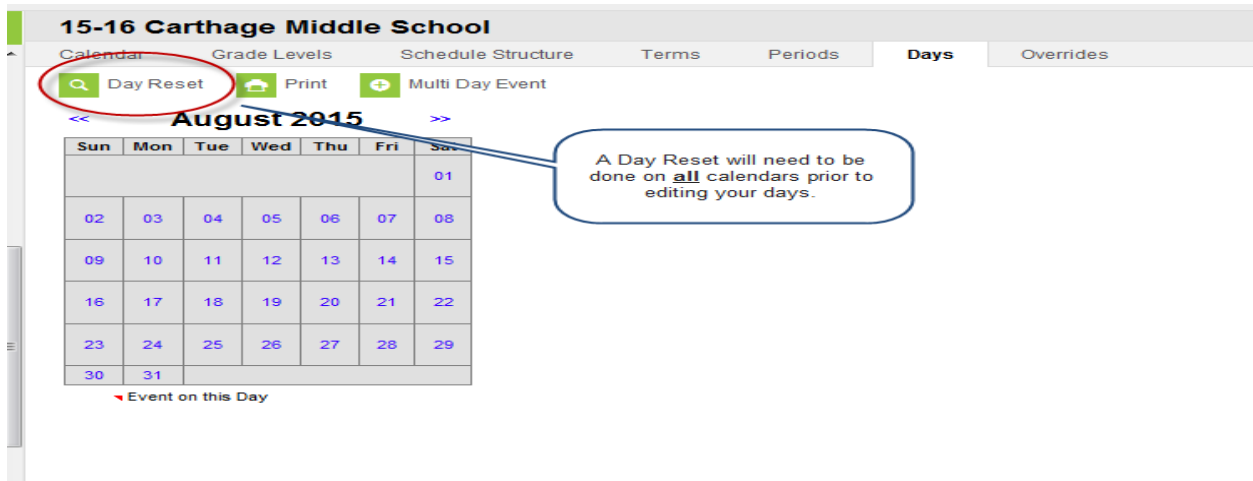 15-16 Carthage Middle School
Calendar Grade Levels Schedule Structure Terms Periods Days Overrides
Day Reset Print Multi Day Event
<< August 2015 >>
Sun Mon Tue Wed Thu Fri Sat
01
02 03 04 05 06 07 08
09 10 11 12 13 14 15
16 17 18 19 20 21 22
23 24 25 26 27 28 29
30 31
Event on this Day
A Day Reset will need to be
done on all calendars prior to
editing your days.